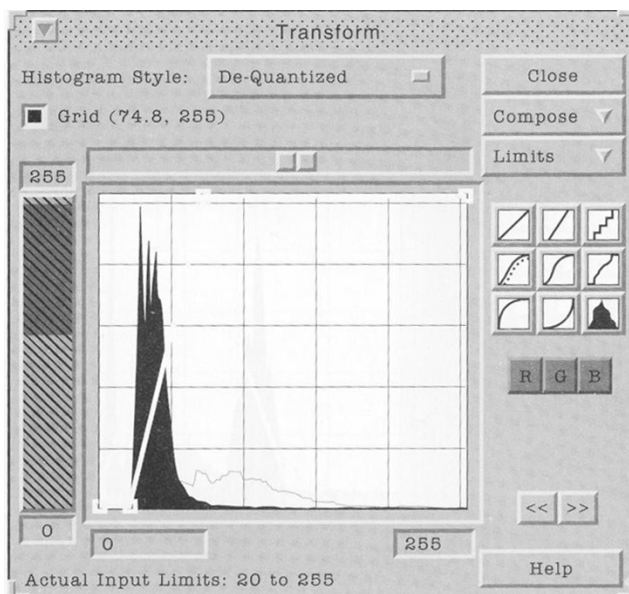 Transform
Histogram Style: De-Quantized
Close
Grid (74.8, 255)
Compose
Limits
255
R G B
<< >>
0
0
255
Actual Input Limits: 20 to 255
Help